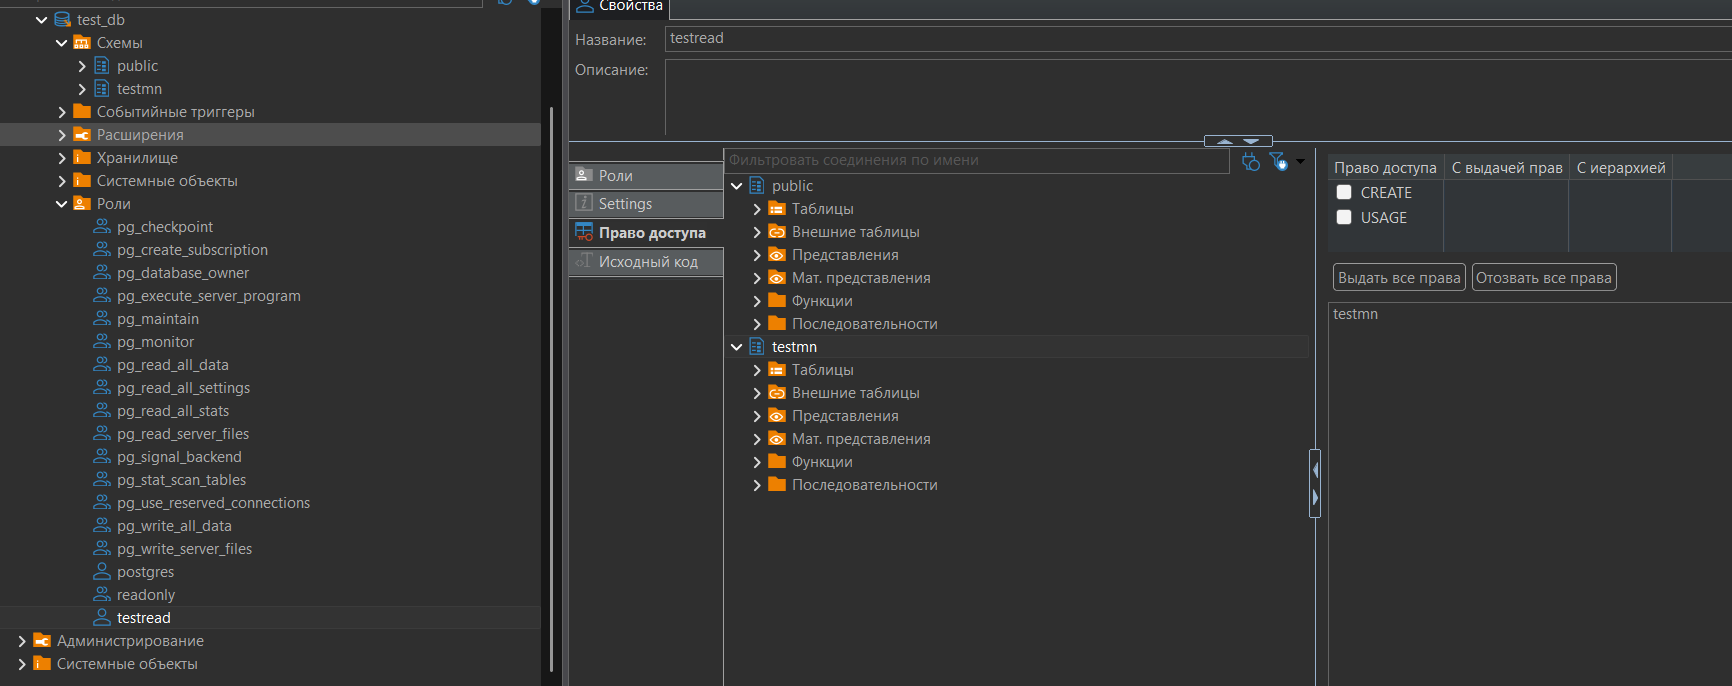 test_db
Схемы
public
testmn
Событийные триггеры
Расширения
Хранилище
Системные объекты
Роли
pg_checkpoint
pg_create_subscription
pg_database_owner
pg_execute_server_program
pg_maintain
pg_monitor
pg_read_all_data
pg_read_all_settings
pg_read_all_stats
pg_read_server_files
pg_signal_backend
pg_stat_scan_tables
pg_use_reserved_connections
pg_write_all_data
pg_write_server_files
postgres
readonly
testread
Администрирование
Системные объекты
Свойства
Название: testread
Описание:
Роли
Settings
Право доступа
Исходный код
Фильтровать соединения по имени
public
Таблицы
Внешние таблицы
Представления
Мат. представления
Функции
Последовательности
testmn
Таблицы
Внешние таблицы
Представления
Мат. представления
Функции
Последовательности
Право доступа С выдачей прав С иерархией
CREATE
USAGE
Выдать все права Отозвать все права
testmn